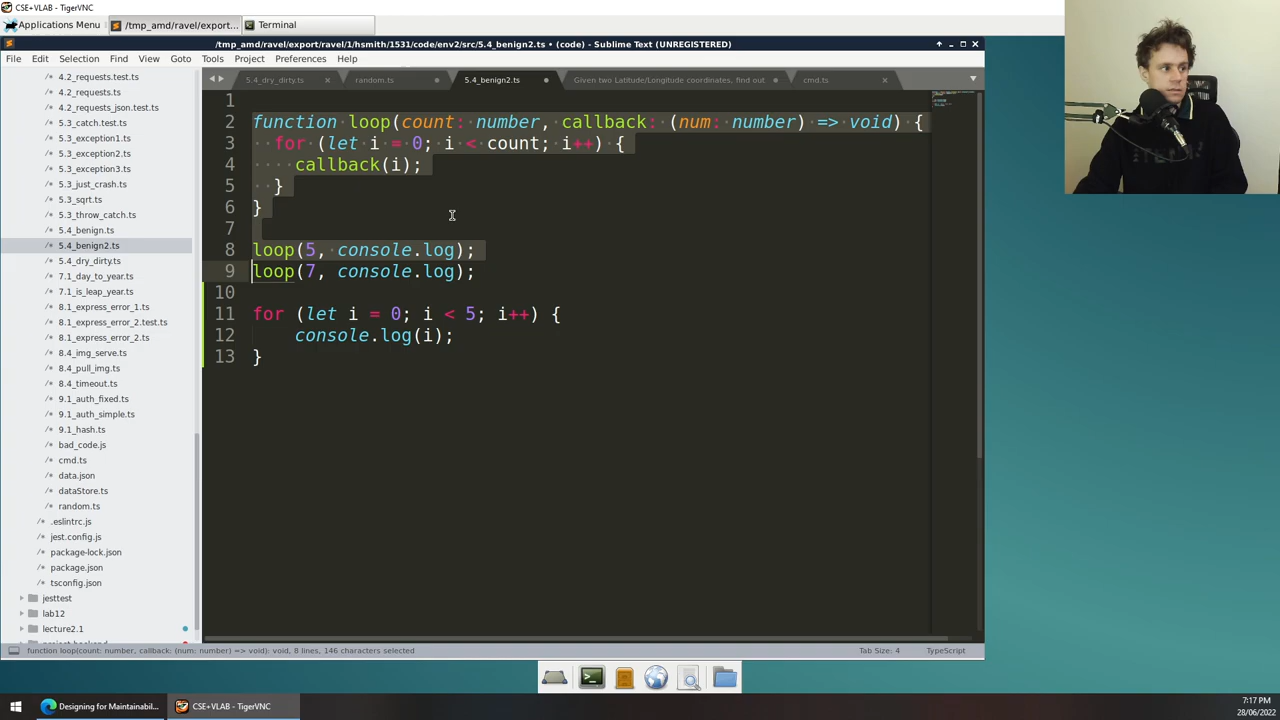 CSE+VLAB - TigerVNC
Applications Menu
/tmp_amd/ravel/export...
Terminal
/tmp_amd/ravel/export/ravel/1/hsmith/1531/code/env2/src/5.4_benign2.ts • (code) - Sublime Text (UNREGISTERED)
File Edit Selection Find View Goto Tools Project Preferences Help
4.2_requests.test.ts
4.2_requests.ts
4.2_requests_json.test.ts
5.3_catch.test.ts
5.3_exception1.ts
5.3_exception2.ts
5.3_exception3.ts
5.3_just_crash.ts
5.3_sqrt.ts
5.3_throw_catch.ts
5.4_benign.ts
5.4_benign2.ts
5.4_dry_dirty.ts
7.1_day_to_year.ts
7.1_is_leap_year.ts
8.1_express_error_1.ts
8.1_express_error_2.test.ts
8.1_express_error_2.ts
8.4_img_serve.ts
8.4_pull_img.ts
8.4_timeout.ts
9.1_auth_fixed.ts
9.1_auth_simple.ts
9.1_hash.ts
bad_code.js
cmd.ts
data.json
dataStore.ts
random.ts
.eslintrc.js
jest.config.js
package-lock.json
package.json
tsconfig.json
jesttest
lab12
lecture2.1
5.4_dry_dirty.ts
random.ts
5.4_benign2.ts
Given two Latitude/Longitude coordinates, find out
cmd.ts
1
2 function loop(count: number, callback: (num: number) => void) {
3 for (let i = 0; i < count; i++) {
4 callback(i);
5 }
6 }
7
8 loop(5, console.log);
9 loop(7, console.log);
10
11 for (let i = 0; i < 5; i++) {
12 console.log(i);
13 }
function loop(count: number, callback: (num: number) => void): void, 8 lines, 146 characters selected
Tab Size: 4
TypeScript
Designing for Maintainab...
CSE+VLAB - TigerVNC
7:17 PM
28/06/2022